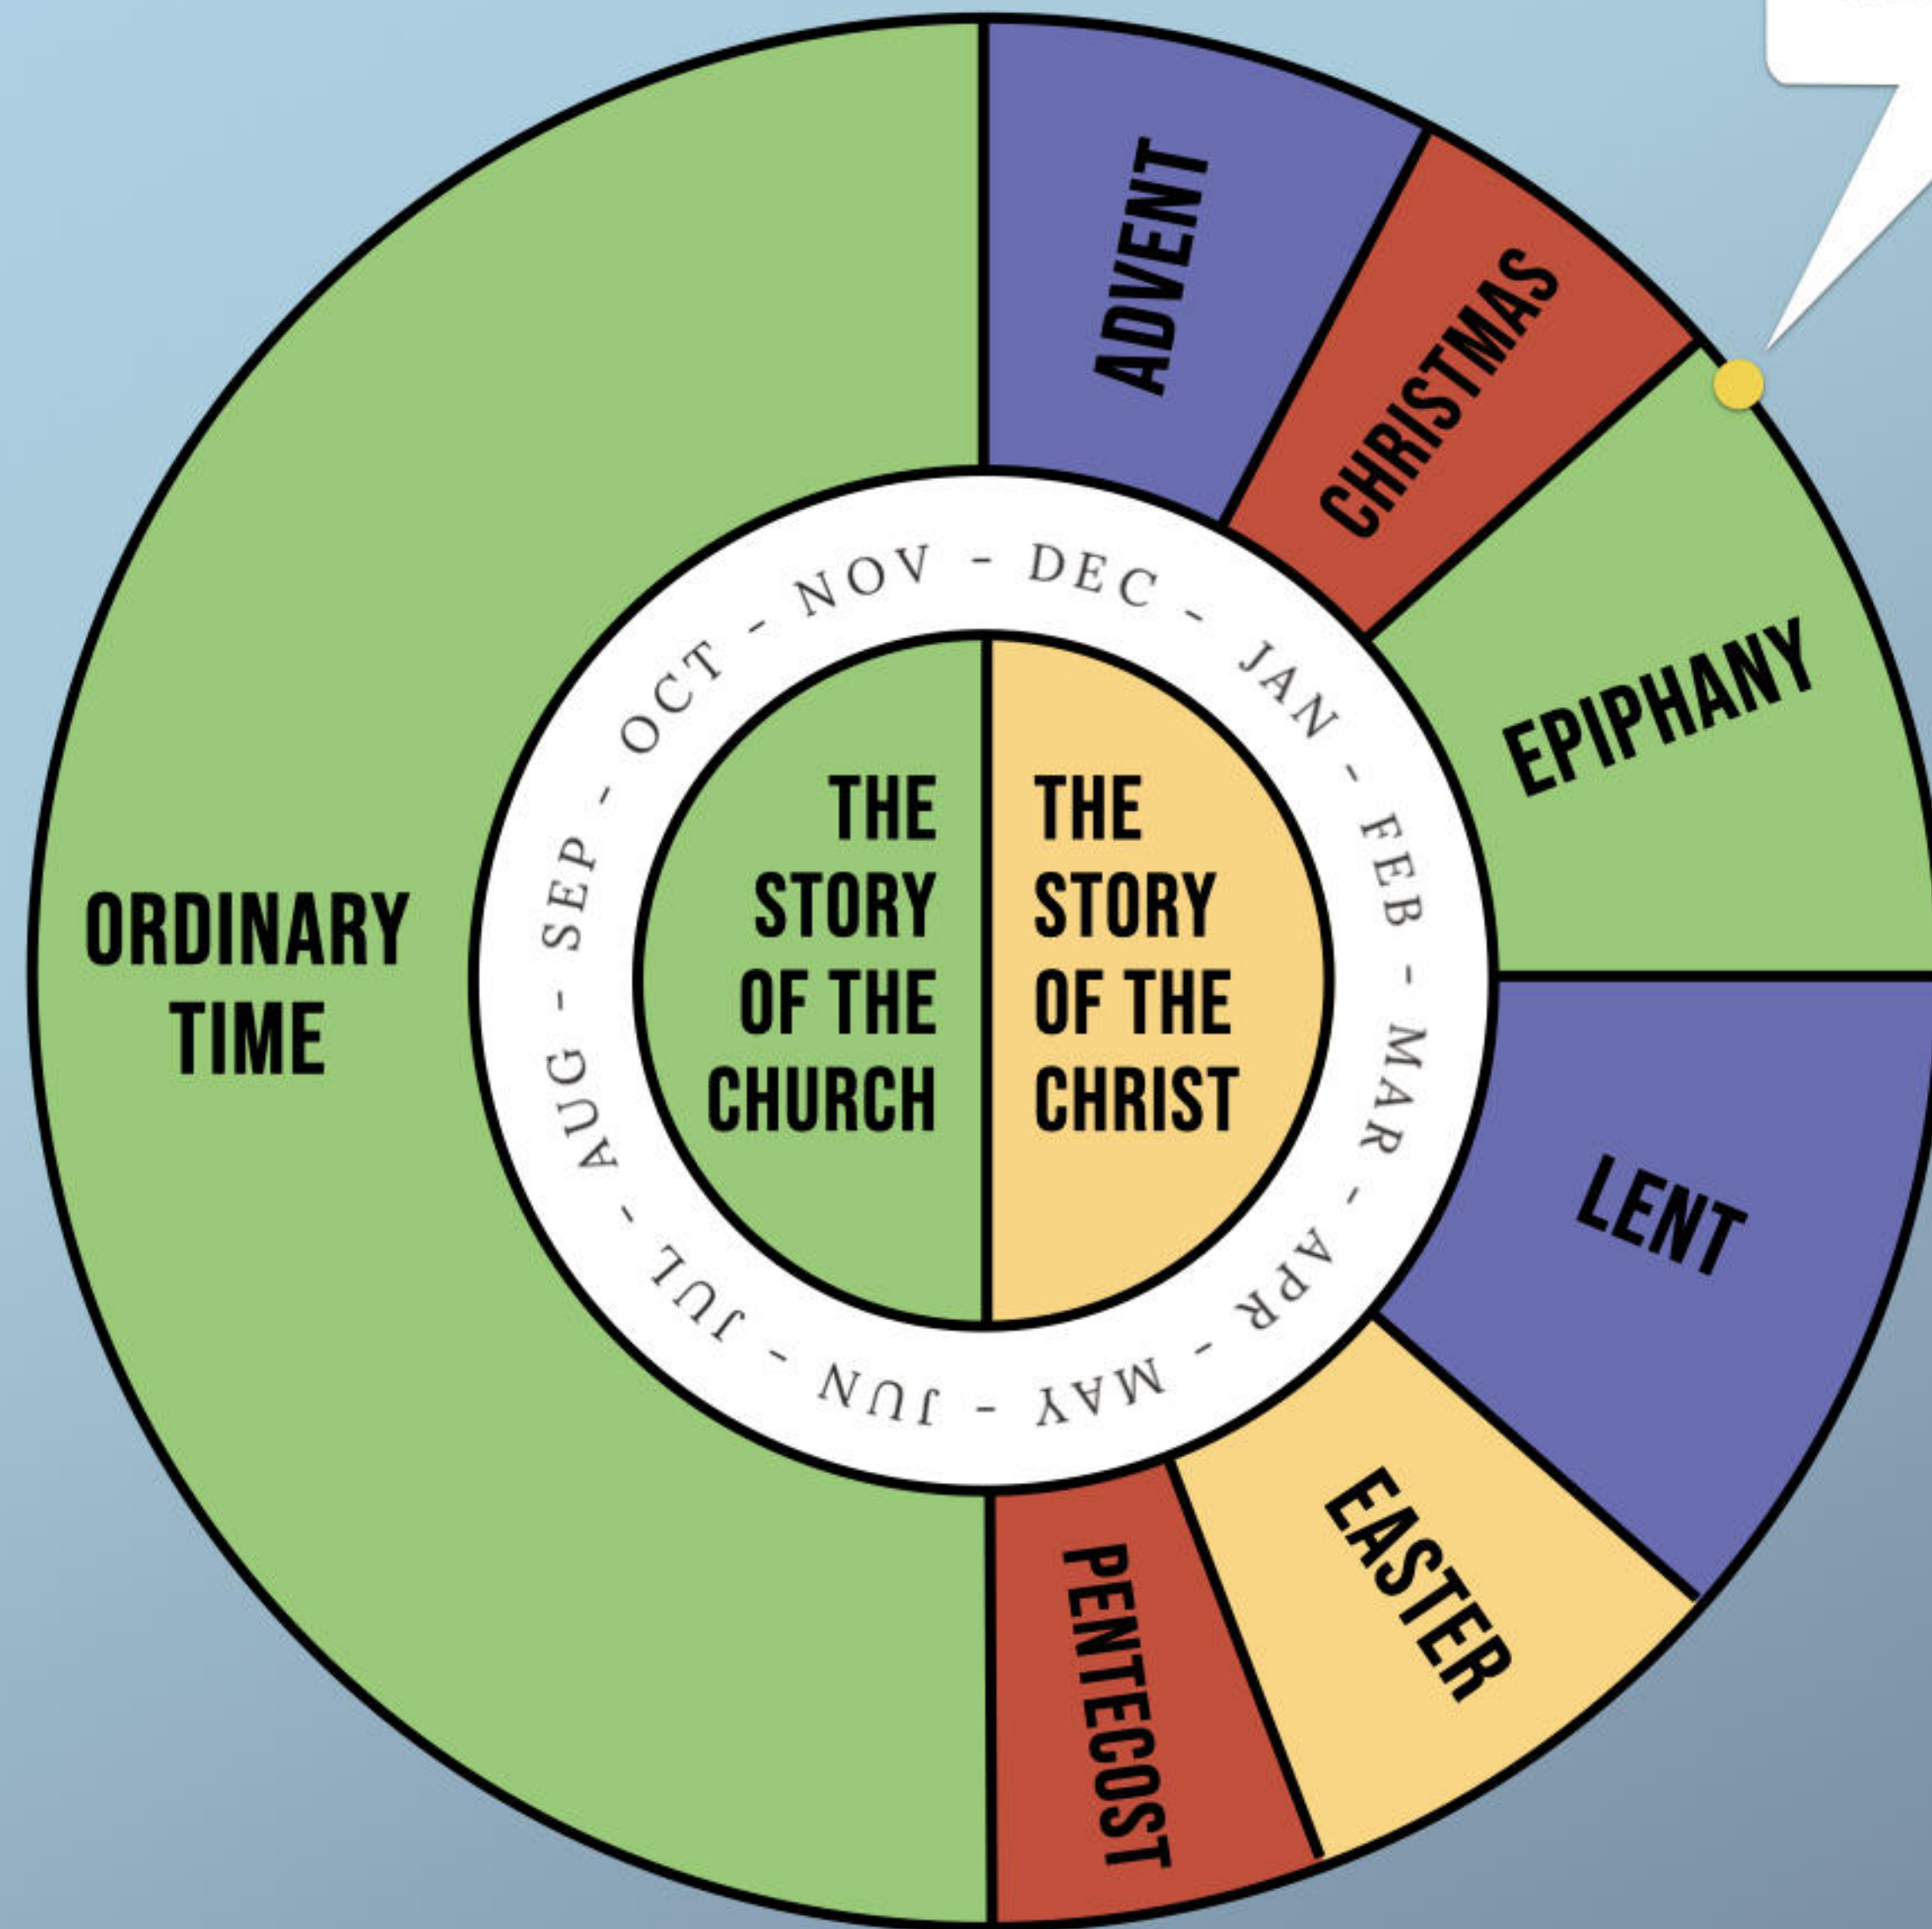 ADVENT
CHRISTMAS
EPIPHANY
LENT
EASTER
PENTECOST
ORDINARY
TIME
DEC - JAN - FEB - MAR - APR - MAY - JUN - JUL - AUG - SEP - OCT - NOV -
THE
STORY
OF THE
CHURCH
THE
STORY
OF THE
CHRIST